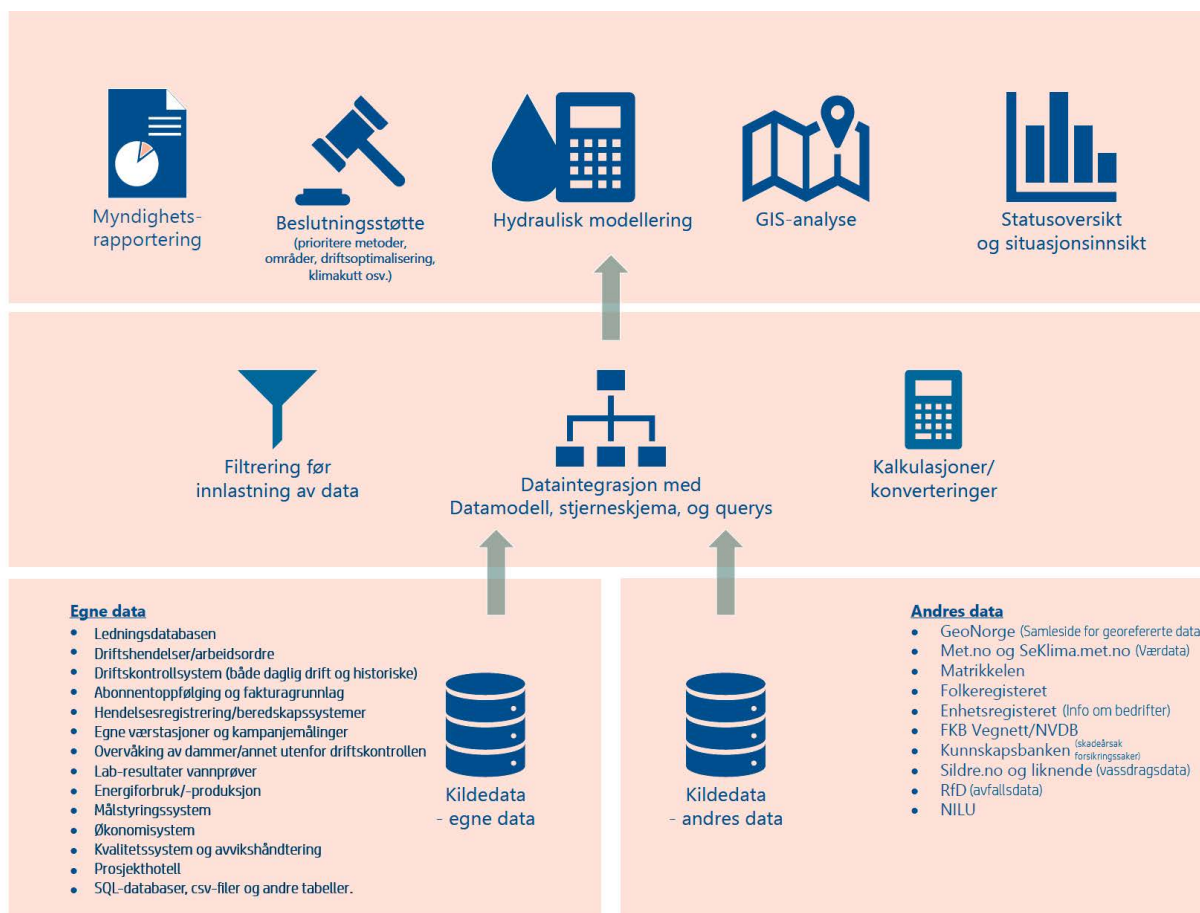 Myndighets-
rapportering
Beslutningsstøtte
(prioritere metoder,
områder, driftsoptimalisering,
klimakutt osv.)
Hydraulisk modellering
GIS-analyse
Statusoversikt
og situasjonsinnsikt
Filtrering før
innlastning av data
Dataintegrasjon med
Datamodell, stjerneskjema, og querys
Kalkulasjoner/
konverteringer
Egne data
• Ledningsdatabasen
• Driftshendelser/arbeidsordre
• Driftskontrollsystem (både daglig drift og historiske)
• Abonnentoppfølging og fakturagrunnlag
• Hendelsesregistrering/beredskapssystemer
• Egne værstasjoner og kampanjemålinger
• Overvåking av dammer/annet utenfor driftskontrollen
• Lab-resultater vannprøver
• Energiforbruk/-produksjon
• Målstyringssystem
• Økonomisystem
• Kvalitetssystem og avvikshåndtering
• Prosjekthotell
• SQL-databaser, csv-filer og andre tabeller.
Kildedata
- egne data
Kildedata
- andres data
Andres data
• GeoNorge (Samleside for georefererte data
• Met.no og SeKlima.met.no (Værdata)
• Matrikkelen
• Folkeregisteret
• Enhetsregisteret (Info om bedrifter)
• FKB Vegnett/NVDB
• Kunnskapsbanken (skadeårsak
forsikringssaker)
• Sildre.no og liknende (vassdragsdata)
• RfD (avfallsdata)
• NILU